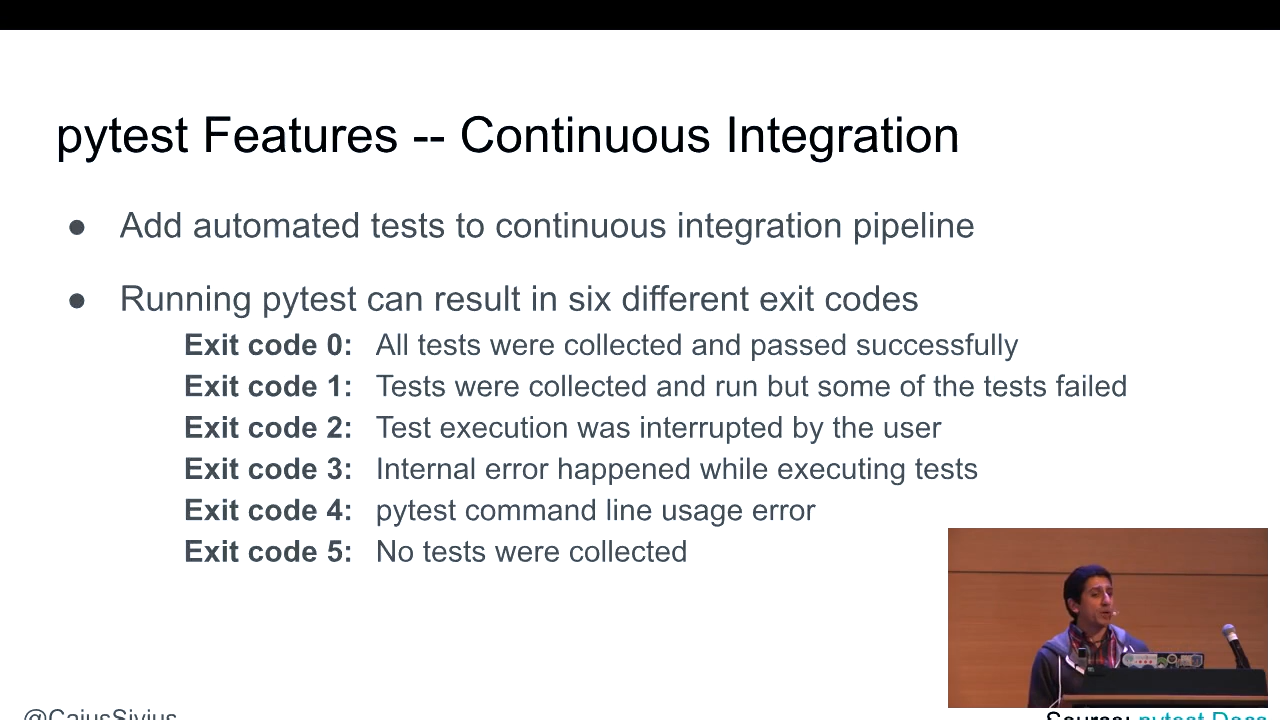 pytest Features -- Continuous Integration
● Add automated tests to continuous integration pipeline
● Running pytest can result in six different exit codes
Exit code 0: All tests were collected and passed successfully
Exit code 1: Tests were collected and run but some of the tests failed
Exit code 2: Test execution was interrupted by the user
Exit code 3: Internal error happened while executing tests
Exit code 4: pytest command line usage error
Exit code 5: No tests were collected
@CaiusSivius
Source: pytest Docs